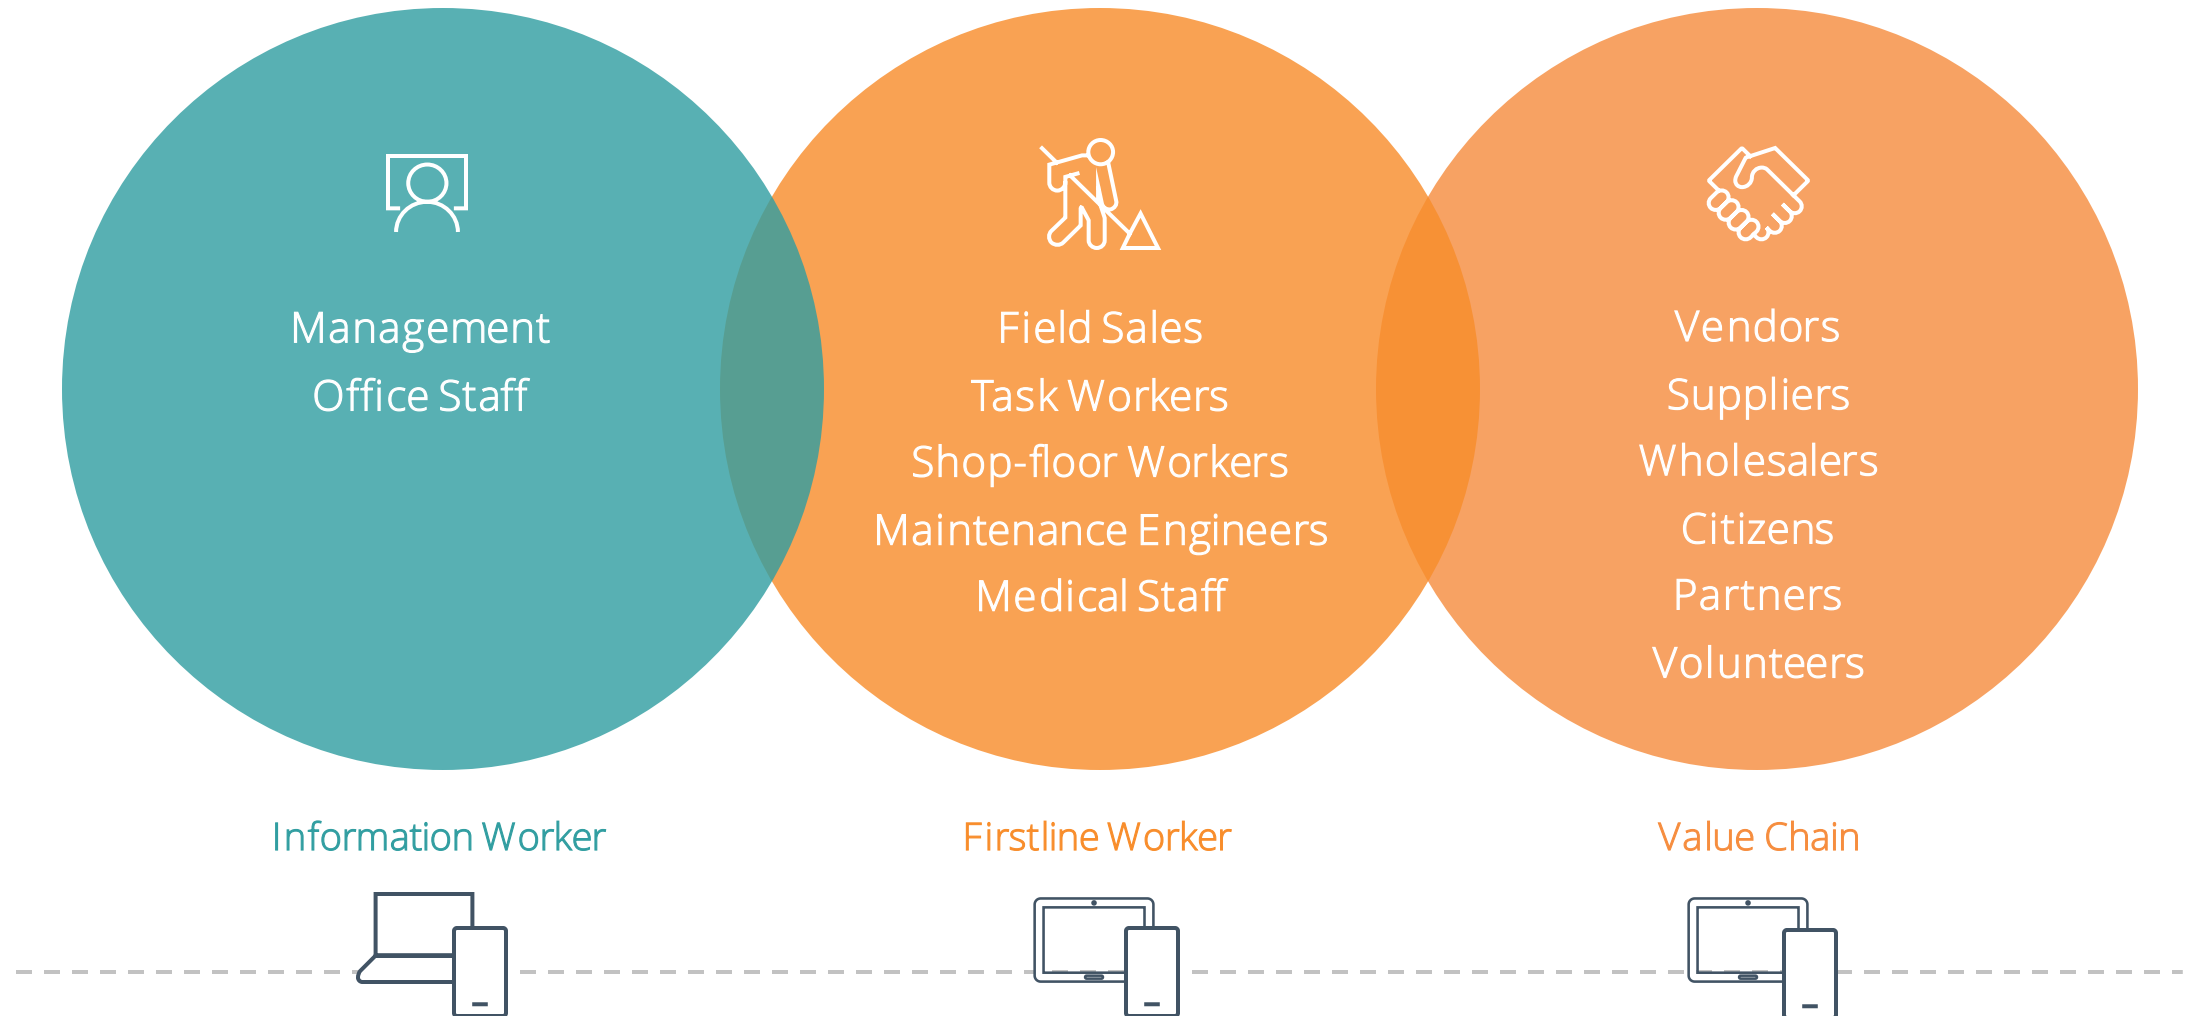 Management
Office Staff
Field Sales
Task Workers
Shop-floor Workers
Maintenance Engineers
Medical Staff
Vendors
Suppliers
Wholesalers
Citizens
Partners
Volunteers
Information Worker
Firstline Worker
Value Chain